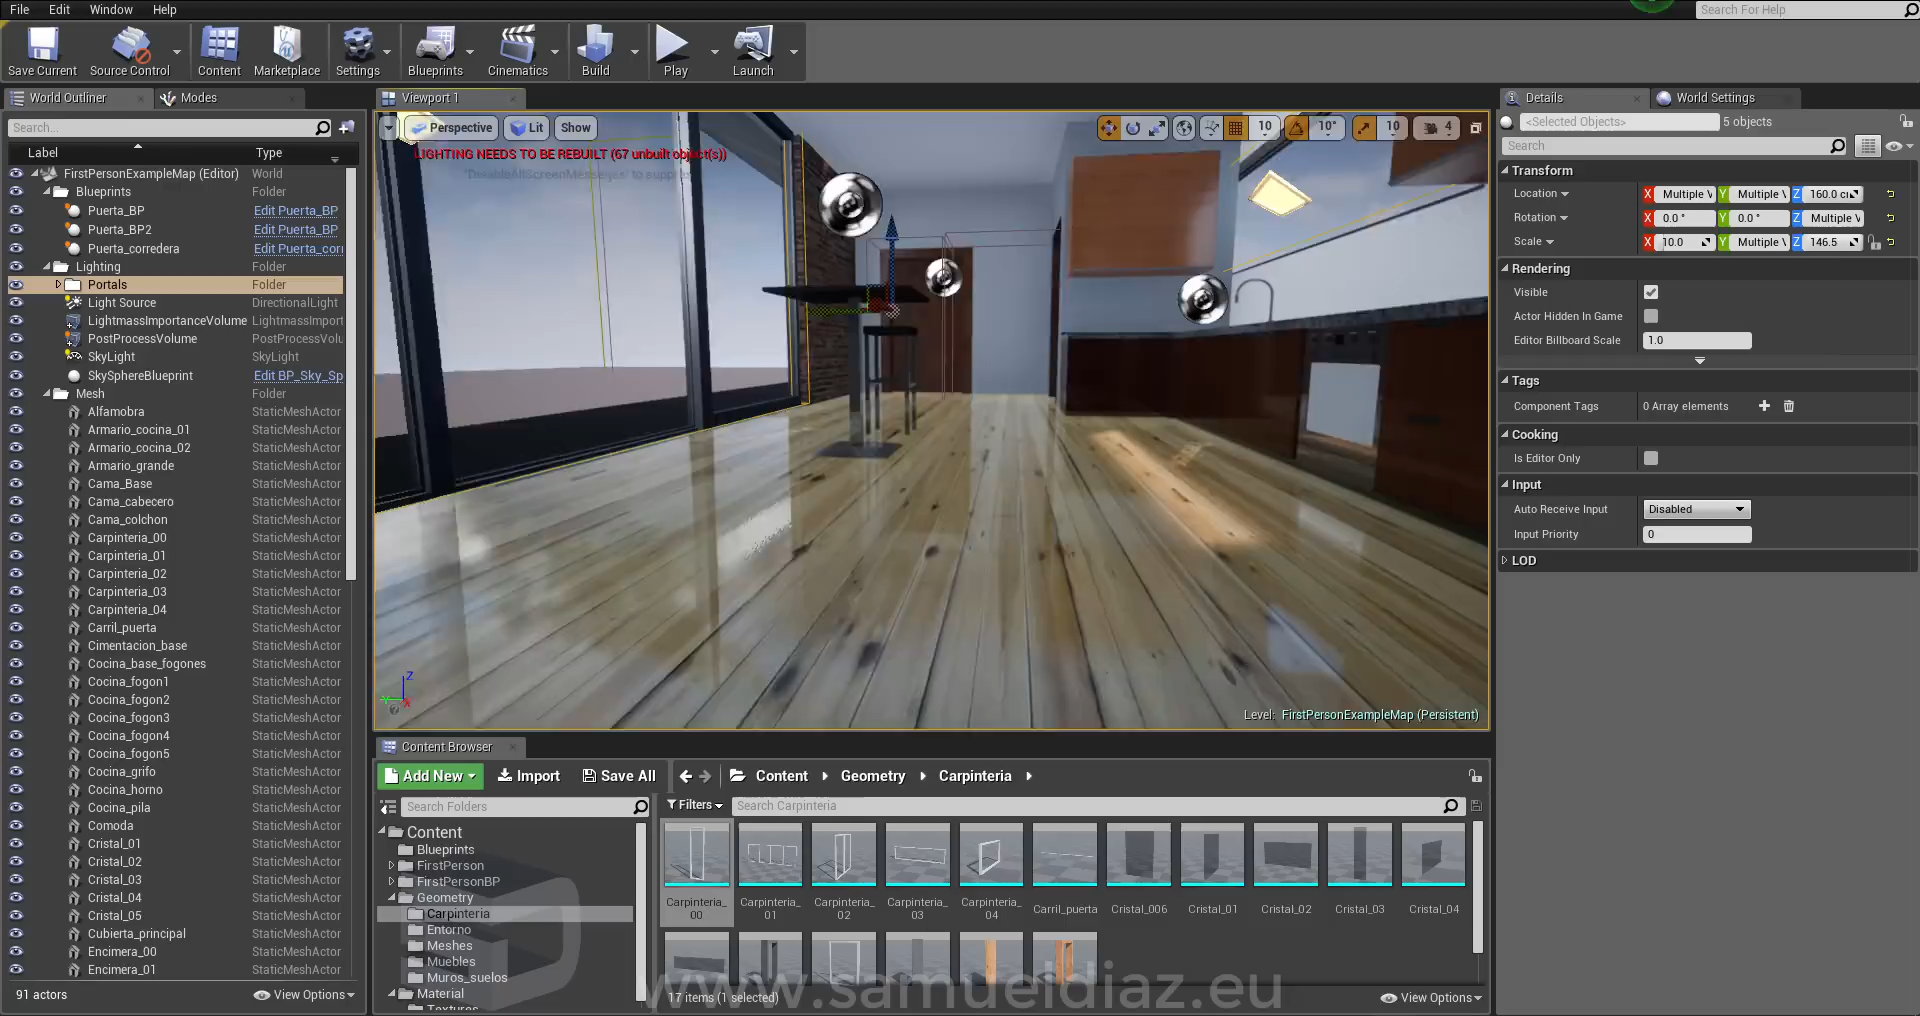 File Edit Window Help
Search For Help
Save Current Source Control Content Marketplace Settings Blueprints Cinematics Build Play Launch
World Outliner Modes
Search...
Label Type
FirstPersonExampleMap (Editor) World
Blueprints Folder
Puerta_BP Edit Puerta_BP
Puerta_BP2 Edit Puerta_BP
Puerta_corredera Edit Puerta_corr
Lighting Folder
Portals Folder
Light Source DirectionalLight
LightmassImportanceVolume LightmassImport
PostProcessVolume PostProcessVolu
SkyLight SkyLight
SkySphereBlueprint Edit BP_Sky_Sp
Mesh Folder
Alfamobra StaticMeshActor
Armario_cocina_01 StaticMeshActor
Armario_cocina_02 StaticMeshActor
Armario_grande StaticMeshActor
Cama_Base StaticMeshActor
Cama_cabecero StaticMeshActor
Cama_colchon StaticMeshActor
Carpinteria_00 StaticMeshActor
Carpinteria_01 StaticMeshActor
Carpinteria_02 StaticMeshActor
Carpinteria_03 StaticMeshActor
Carpinteria_04 StaticMeshActor
Carril_puerta StaticMeshActor
Cimentacion_base StaticMeshActor
Cocina_base_fogones StaticMeshActor
Cocina_fogon1 StaticMeshActor
Cocina_fogon2 StaticMeshActor
Cocina_fogon3 StaticMeshActor
Cocina_fogon4 StaticMeshActor
Cocina_fogon5 StaticMeshActor
Cocina_grifo StaticMeshActor
Cocina_horno StaticMeshActor
Cocina_pila StaticMeshActor
Comoda StaticMeshActor
Cristal_01 StaticMeshActor
Cristal_02 StaticMeshActor
Cristal_03 StaticMeshActor
Cristal_04 StaticMeshActor
Cristal_05 StaticMeshActor
Cubierta_principal StaticMeshActor
Encimera_00 StaticMeshActor
Encimera_01 StaticMeshActor
91 actors View Options
Viewport 1
Perspective Lit Show 10 10° 10 4
LIGHTING NEEDS TO BE REBUILT (67 unbuilt object(s))
'DisableAllScreenMessages' to suppress
Z
Level: FirstPersonExampleMap (Persistent)
Content Browser
Add New Import Save All Content Geometry Carpinteria
Search Folders
Filters Search Carpinteria
Content
Blueprints
FirstPerson
FirstPersonBP
Geometry
Carpinteria
Entorno
Meshes
Muebles
Muros_suelos
Material
Textures
Carpinteria_ Carpinteria_ Carpinteria_ Carpinteria_ Carpinteria_ Carril_puerta Cristal_006 Cristal_01 Cristal_02 Cristal_03 Cristal_04
00 01 02 03 04
17 items (1 selected) View Options
www.samueldiaz.eu
Details World Settings
<Selected Objects> 5 objects
Search
Transform
Location X Multiple V Y Multiple V Z 160.0 cm
Rotation X 0.0 ° Y 0.0 ° Z Multiple V
Scale X 10.0 Y Multiple V Z 146.5
Rendering
Visible
Actor Hidden In Game
Editor Billboard Scale 1.0
Tags
Component Tags 0 Array elements
Cooking
Is Editor Only
Input
Auto Receive Input Disabled
Input Priority 0
LOD